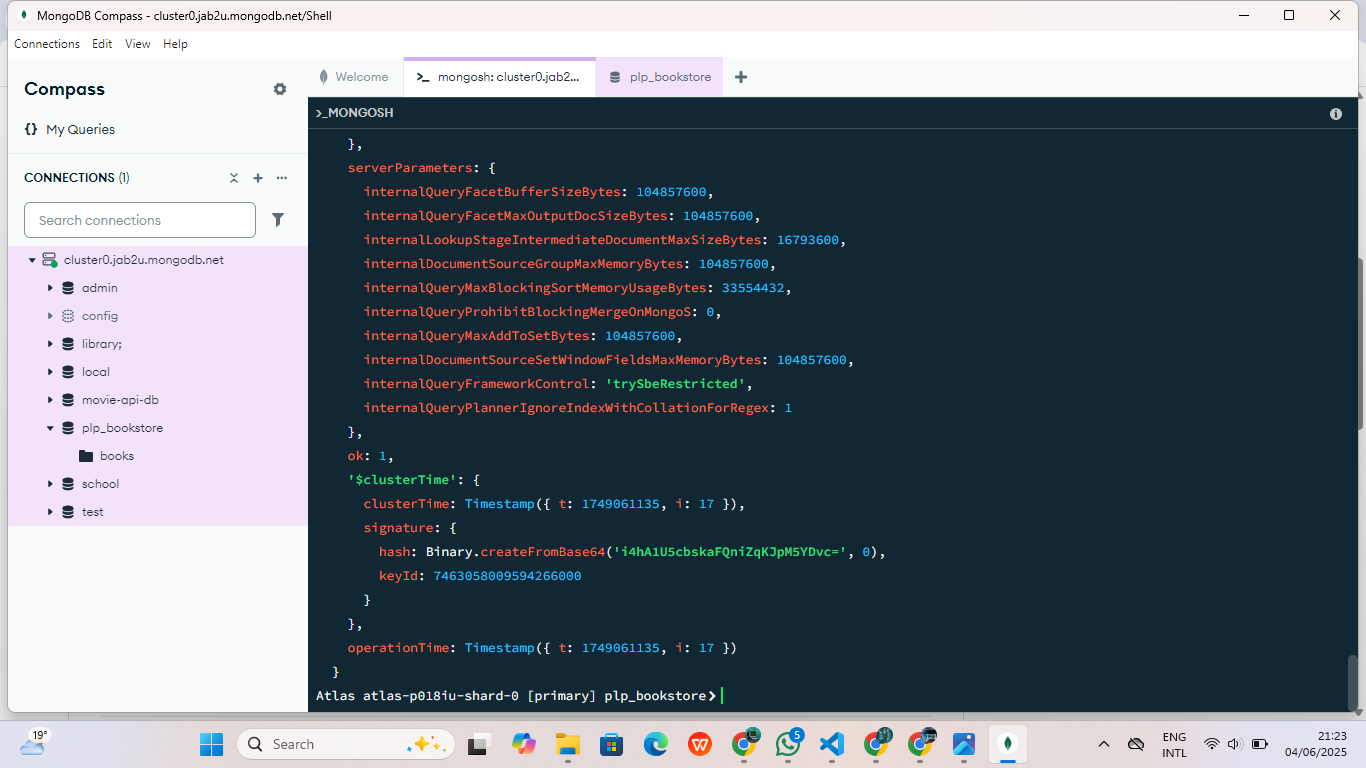 MongoDB Compass - cluster0.jab2u.mongodb.net/Shell
Connections Edit View Help
Compass
{} My Queries
CONNECTIONS (1)
Search connections
cluster0.jab2u.mongodb.net
admin
config
library;
local
movie-api-db
plp_bookstore
books
school
test
Welcome
>_ mongosh: cluster0.jab2...
plp_bookstore
>_MONGOSH
},
serverParameters: {
internalQueryFacetBufferSizeBytes: 104857600,
internalQueryFacetMaxOutputDocSizeBytes: 104857600,
internalLookupStageIntermediateDocumentMaxSizeBytes: 16793600,
internalDocumentSourceGroupMaxMemoryBytes: 104857600,
internalQueryMaxBlockingSortMemoryUsageBytes: 33554432,
internalQueryProhibitBlockingMergeOnMongoS: 0,
internalQueryMaxAddToSetBytes: 104857600,
internalDocumentSourceSetWindowFieldsMaxMemoryBytes: 104857600,
internalQueryFrameworkControl: 'trySbeRestricted',
internalQueryPlannerIgnoreIndexWithCollationForRegex: 1
},
ok: 1,
'$clusterTime': {
clusterTime: Timestamp({ t: 1749061135, i: 17 }),
signature: {
hash: Binary.createFromBase64('i4hA1U5cbskaFQniZqKJpM5YDvc=', 0),
keyId: 7463058009594266000
}
},
operationTime: Timestamp({ t: 1749061135, i: 17 })
}
Atlas atlas-p018iu-shard-0 [primary] plp_bookstore>
19°
Search
5
ENG
INTL
21:23
04/06/2025